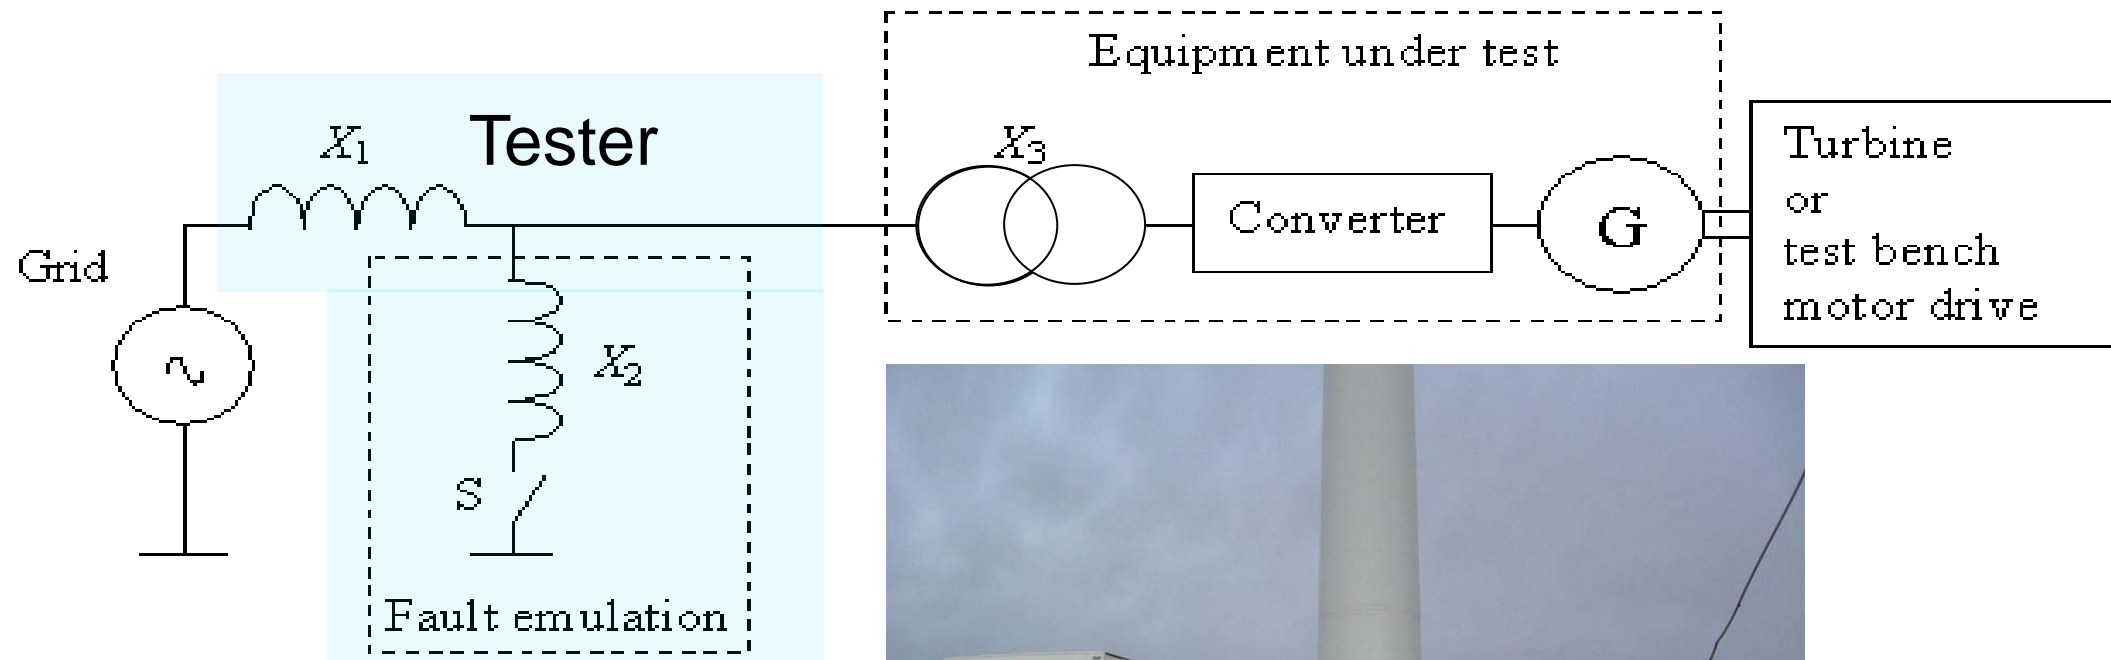 Equipment under test
Tester
X1
X3
Turbine
or
test bench
motor drive
Converter
G
Grid
X2
S
Fault emulation